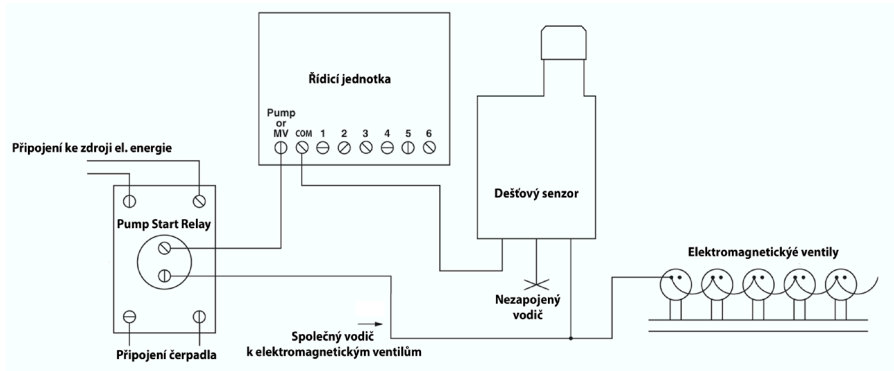 Řídicí jednotka
Pump
or
MV COM 1 2 3 4 5 6
Připojení ke zdroji el. energie
Pump Start Relay
Dešťový senzor
Elektromagnetickýé ventily
Nezapojený
vodič
Společný vodič
k elektromagnetickým ventilům
Připojení čerpadla